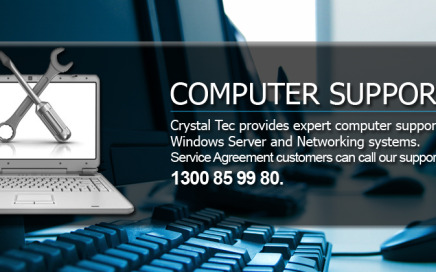 COMPUTER SUPPOR
Crystal Tec provides expert computer suppor
Windows Server and Networking systems.
Service Agreement customers can call our suppor
1300 85 99 80.